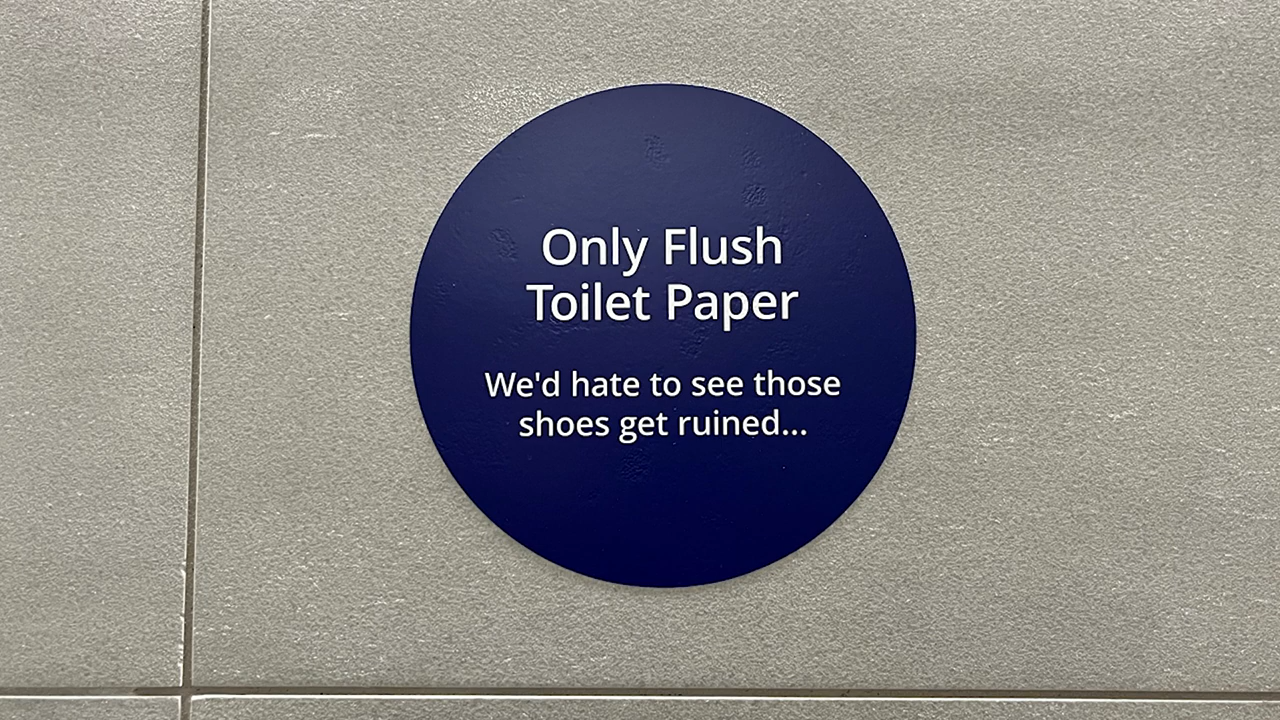 Only Flush
Toilet Paper
We'd hate to see those
shoes get ruined...